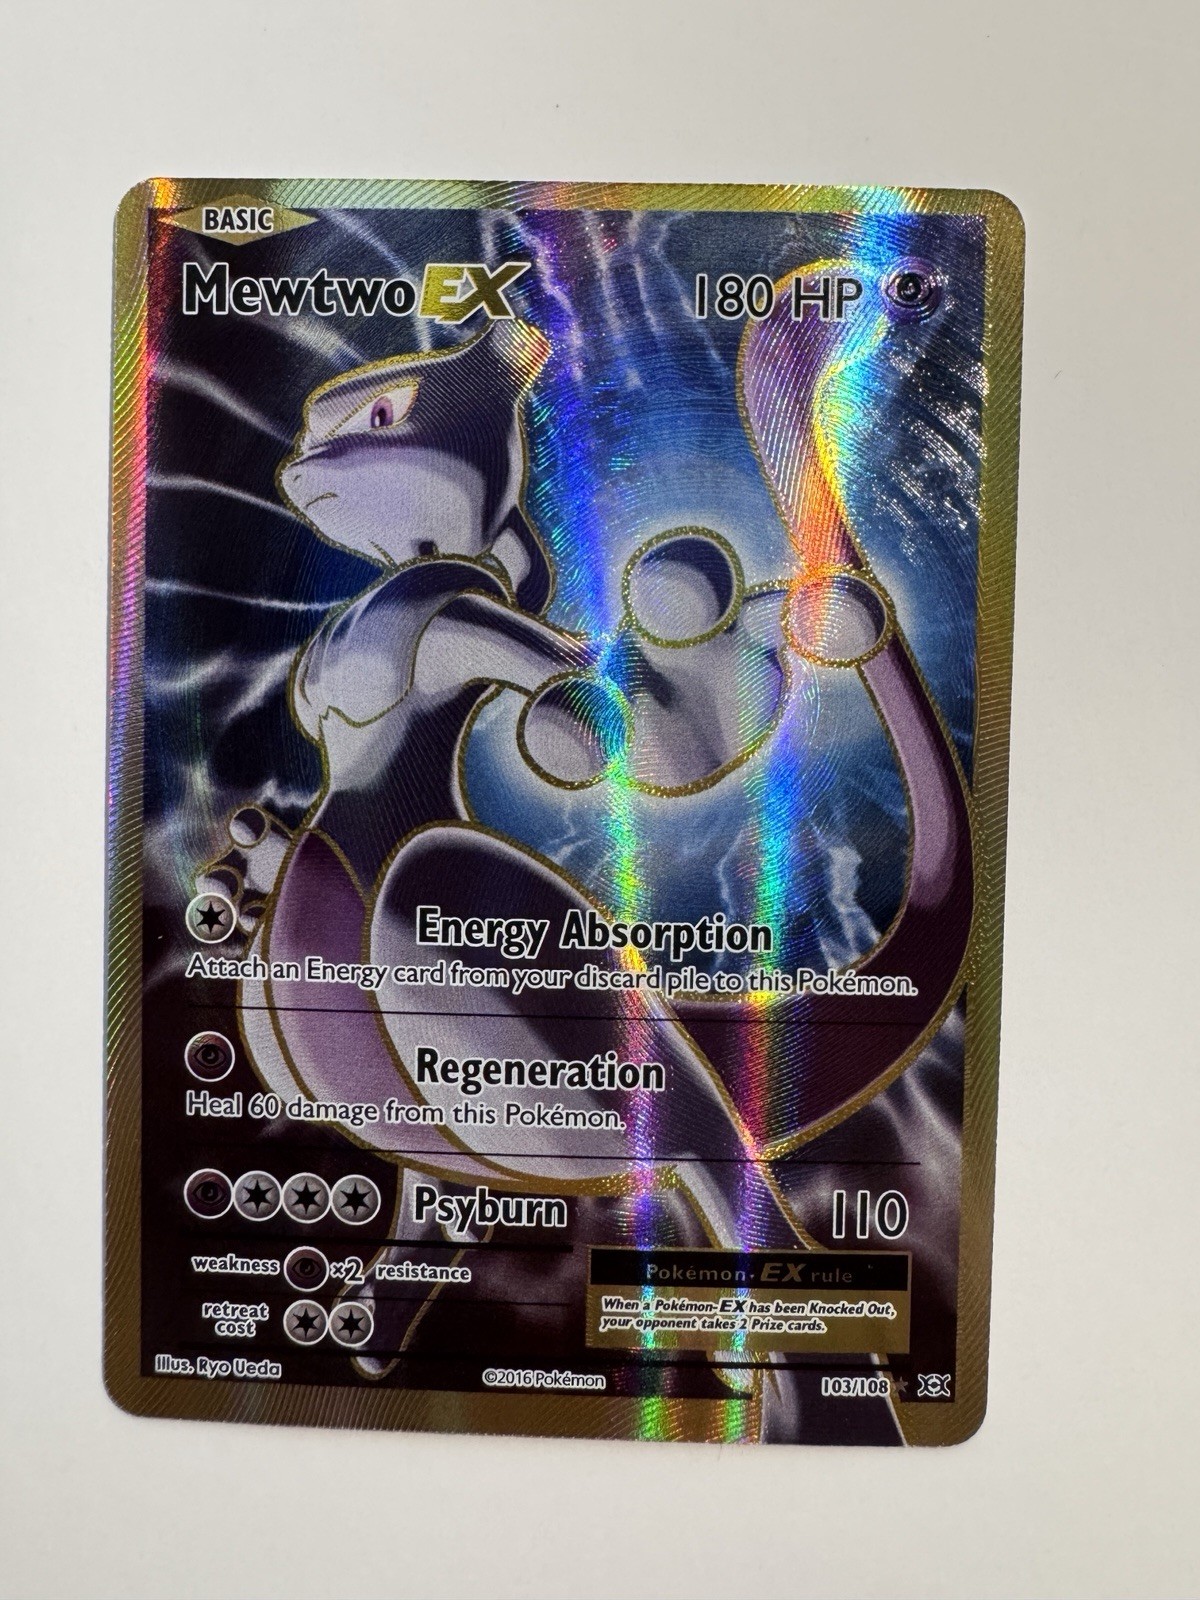 BASIC
Mewtwo EX 180 HP
Energy Absorption
Attach an Energy card from your discard pile to this Pokémon.
Regeneration
Heal 60 damage from this Pokémon.
Psyburn 110
weakness ×2 resistance
Pokémon-EX rule
When a Pokémon-EX has been Knocked Out,
your opponent takes 2 Prize cards.
retreat
cost
Illus. Ryo Ueda ©2016 Pokémon 103/108